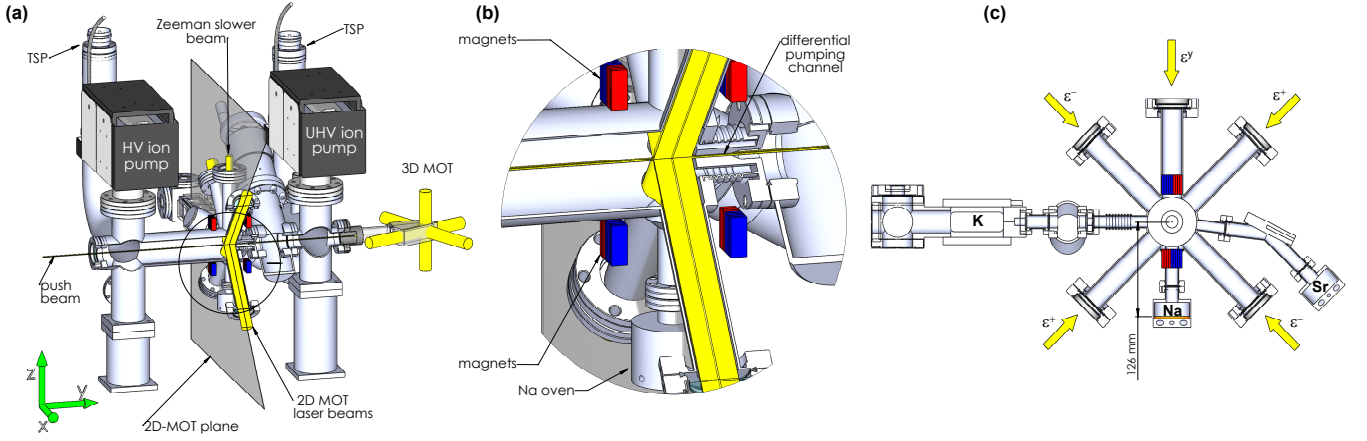 (a)
TSP
Zeeman slower
beam
TSP
HV ion
pump
UHV ion
pump
3D MOT
push
beam
Z
Y
X
2D-MOT plane
2D MOT
laser beams
(b)
magnets
differential
pumping
channel
magnets
Na oven
(c)
εʸ
ε⁻
ε⁺
K
Na
Sr
126 mm
ε⁺
ε⁻